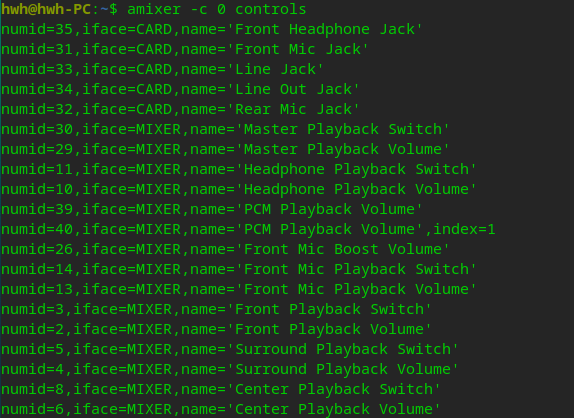 hwh@hwh-PC:~$ amixer -c 0 controls
numid=35,iface=CARD,name='Front Headphone Jack'
numid=31,iface=CARD,name='Front Mic Jack'
numid=33,iface=CARD,name='Line Jack'
numid=34,iface=CARD,name='Line Out Jack'
numid=32,iface=CARD,name='Rear Mic Jack'
numid=30,iface=MIXER,name='Master Playback Switch'
numid=29,iface=MIXER,name='Master Playback Volume'
numid=11,iface=MIXER,name='Headphone Playback Switch'
numid=10,iface=MIXER,name='Headphone Playback Volume'
numid=39,iface=MIXER,name='PCM Playback Volume'
numid=40,iface=MIXER,name='PCM Playback Volume',index=1
numid=26,iface=MIXER,name='Front Mic Boost Volume'
numid=14,iface=MIXER,name='Front Mic Playback Switch'
numid=13,iface=MIXER,name='Front Mic Playback Volume'
numid=3,iface=MIXER,name='Front Playback Switch'
numid=2,iface=MIXER,name='Front Playback Volume'
numid=5,iface=MIXER,name='Surround Playback Switch'
numid=4,iface=MIXER,name='Surround Playback Volume'
numid=8,iface=MIXER,name='Center Playback Switch'
numid=6,iface=MIXER,name='Center Playback Volume'